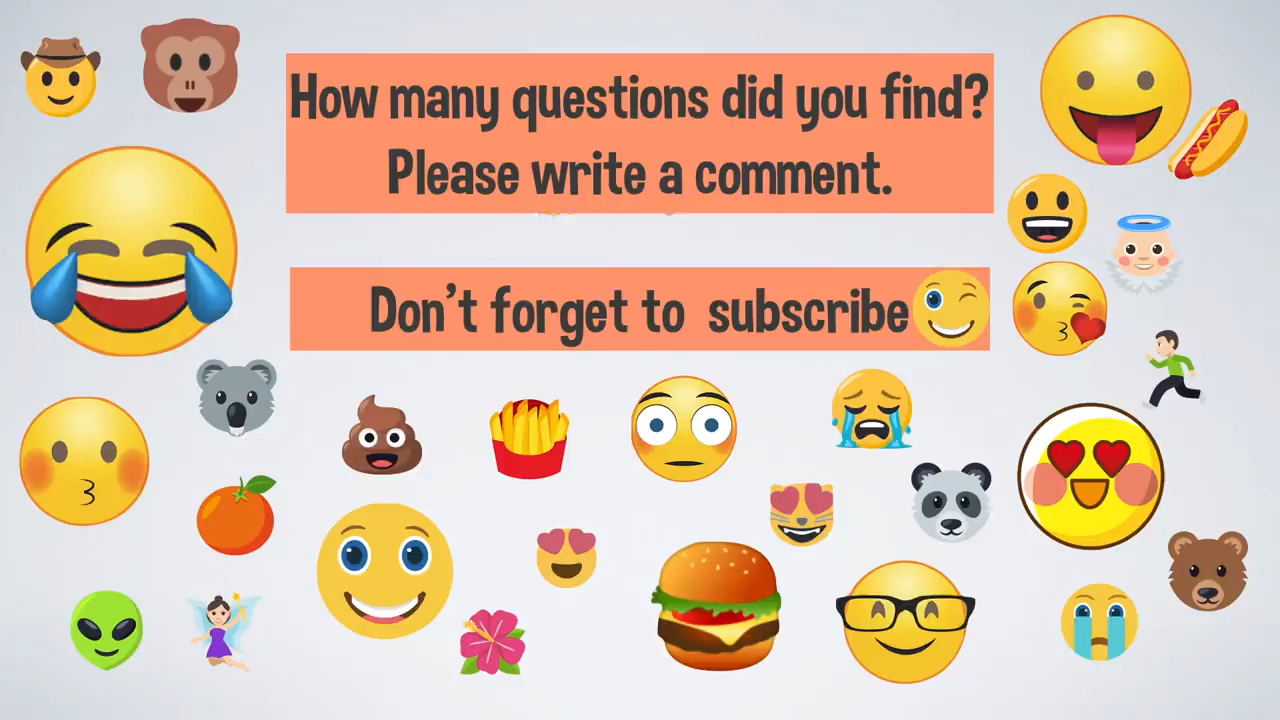 How many questions did you find?
Please write a comment.
Don't forget to subscribe